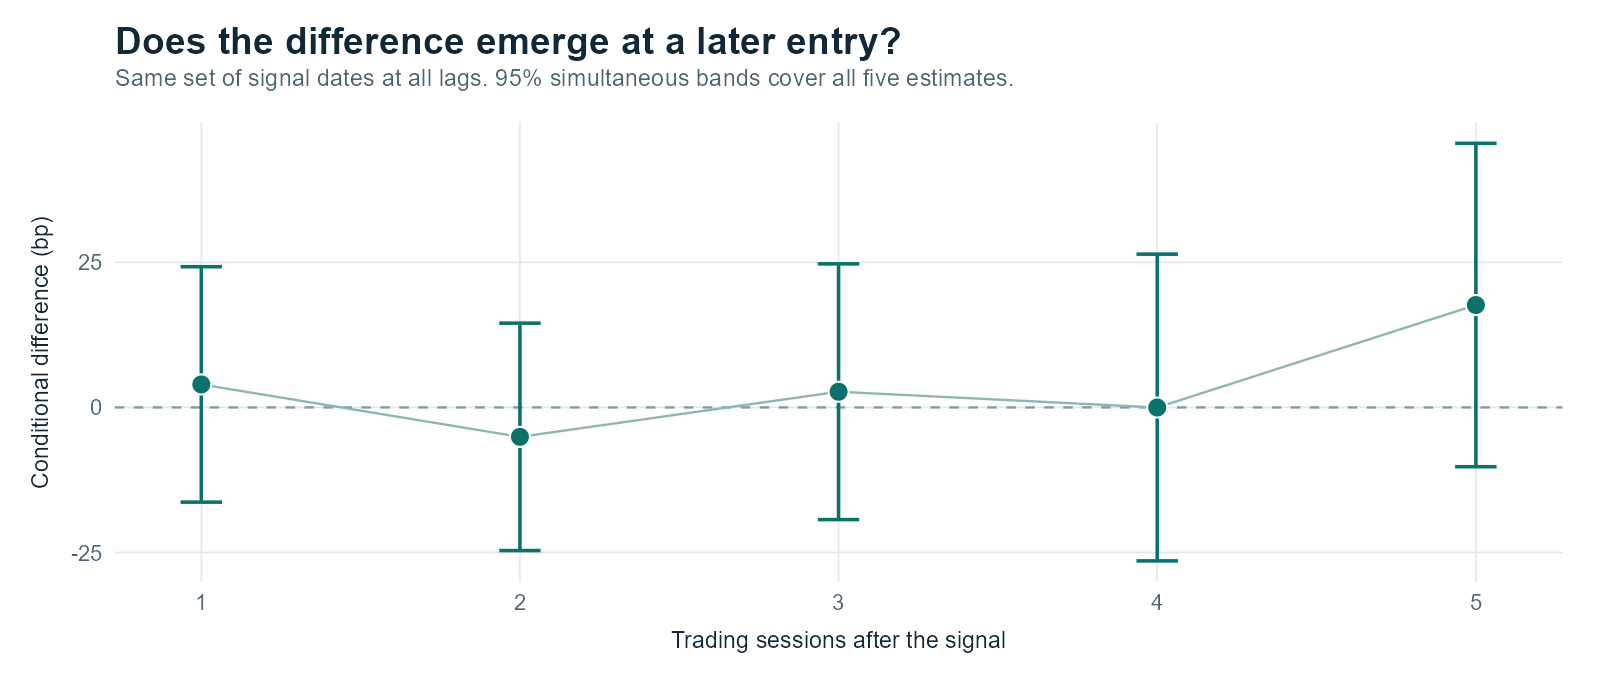 Does the difference emerge at a later entry?
Same set of signal dates at all lags. 95% simultaneous bands cover all five estimates.
Conditional difference (bp)
25
0
-25
1 2 3 4 5
Trading sessions after the signal